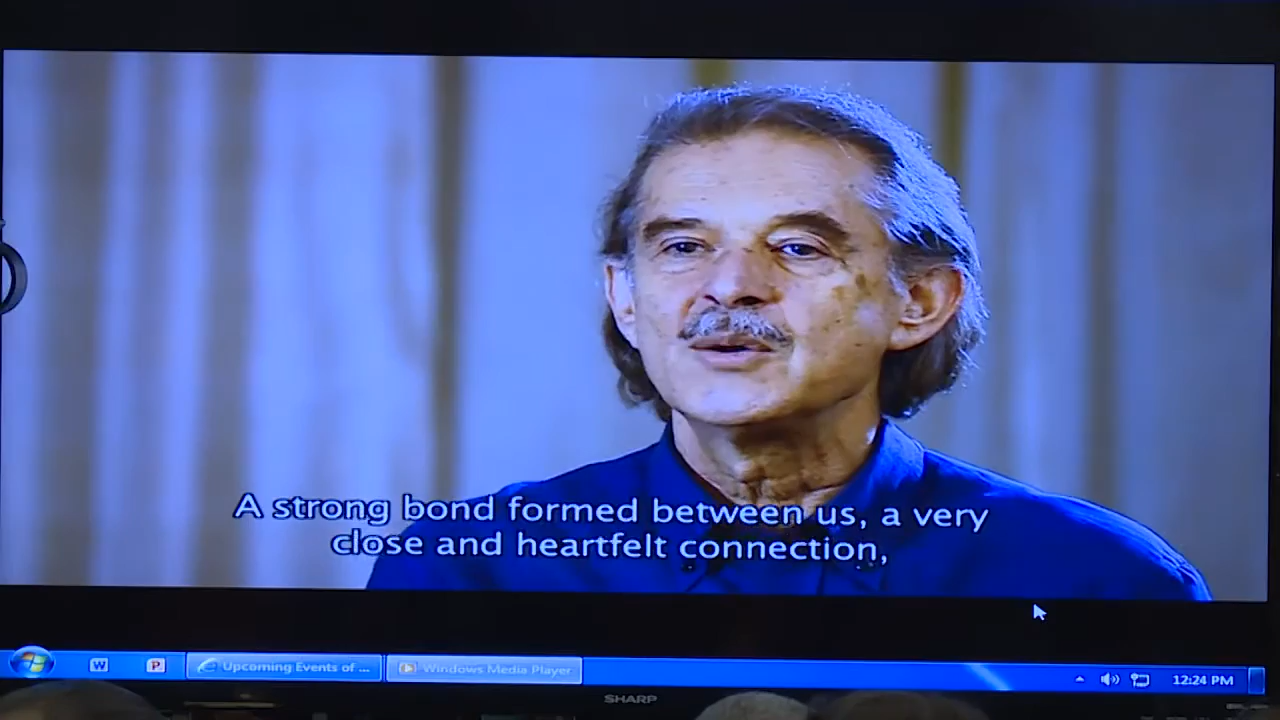 A strong bond formed between us, a very
close and heartfelt connection,
W
P
Upcoming Events of ...
Windows Media Player
12:24 PM
SHARP